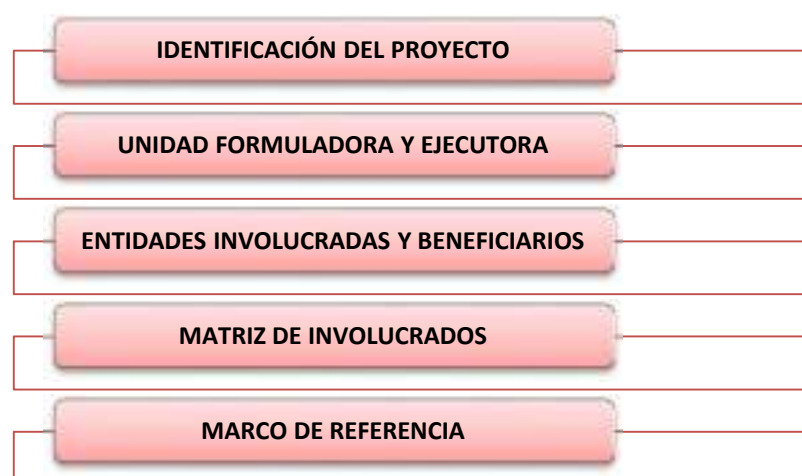 IDENTIFICACIÓN DEL PROYECTO
UNIDAD FORMULADORA Y EJECUTORA
ENTIDADES INVOLUCRADAS Y BENEFICIARIOS
MATRIZ DE INVOLUCRADOS
MARCO DE REFERENCIA